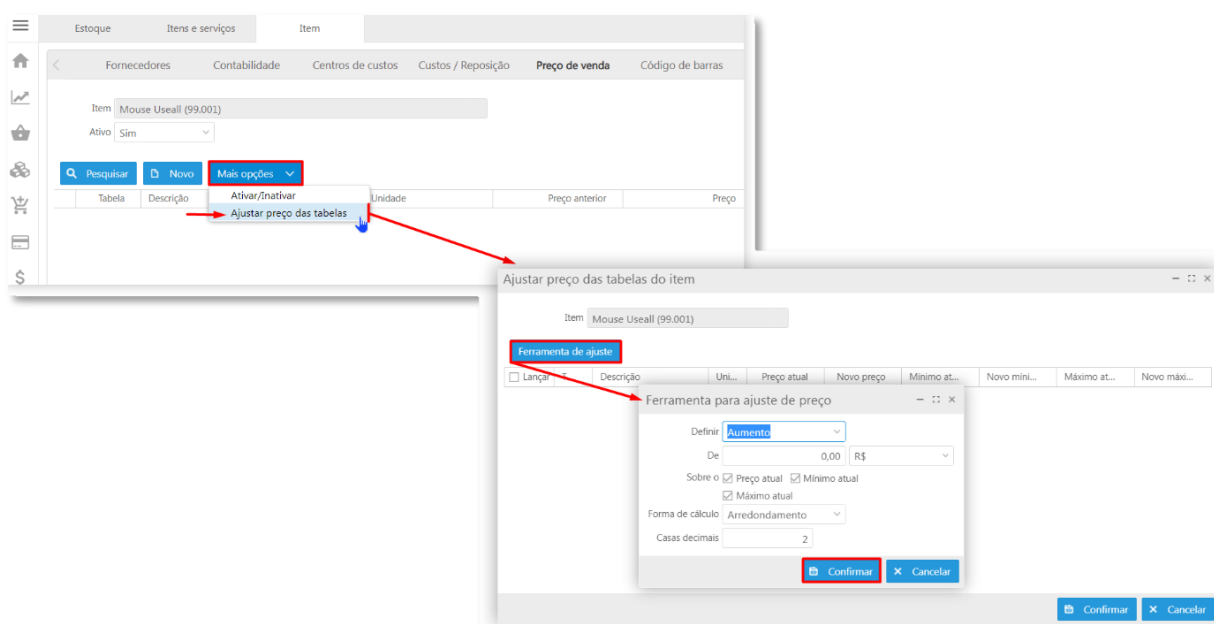 Estoque Itens e serviços Item
Fornecedores Contabilidade Centros de custos Custos / Reposição Preço de venda Código de barras
Item Mouse Useall (99.001)
Ativo Sim
Pesquisar Novo Mais opções
Tabela Descrição Unidade Preço anterior Preço
Ativar/Inativar
Ajustar preço das tabelas
Ajustar preço das tabelas do item
Item Mouse Useall (99.001)
Ferramenta de ajuste
Lançar Descrição Uni... Preço atual Novo preço Mínimo at... Novo míni... Máximo at... Novo máxi...
Ferramenta para ajuste de preço
Definir Aumento
De 0,00 R$
Sobre o Preço atual Mínimo atual
Máximo atual
Forma de cálculo Arredondamento
Casas decimais 2
Confirmar Cancelar
Confirmar Cancelar